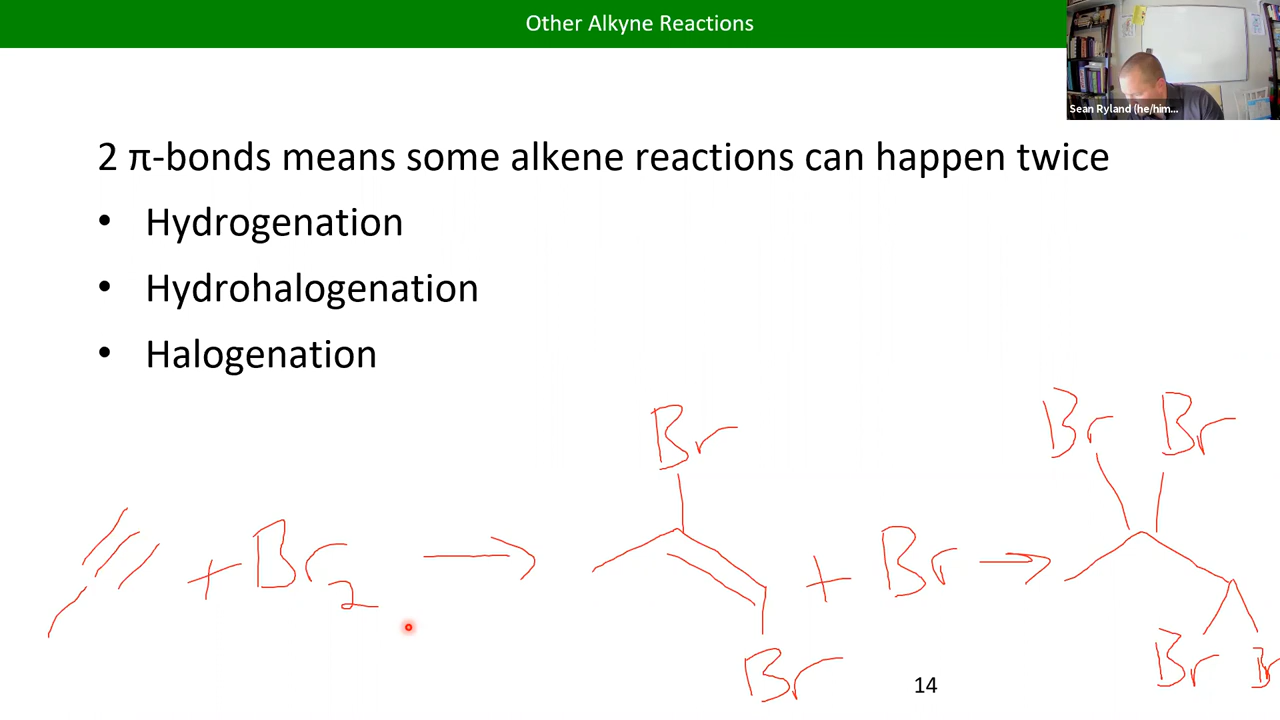 Other Alkyne Reactions
Sean Ryland (he/him...
2 π-bonds means some alkene reactions can happen twice
• Hydrogenation
• Hydrohalogenation
• Halogenation
Br
Br Br
+ Br2 → + Br →
Br
Br Br
14